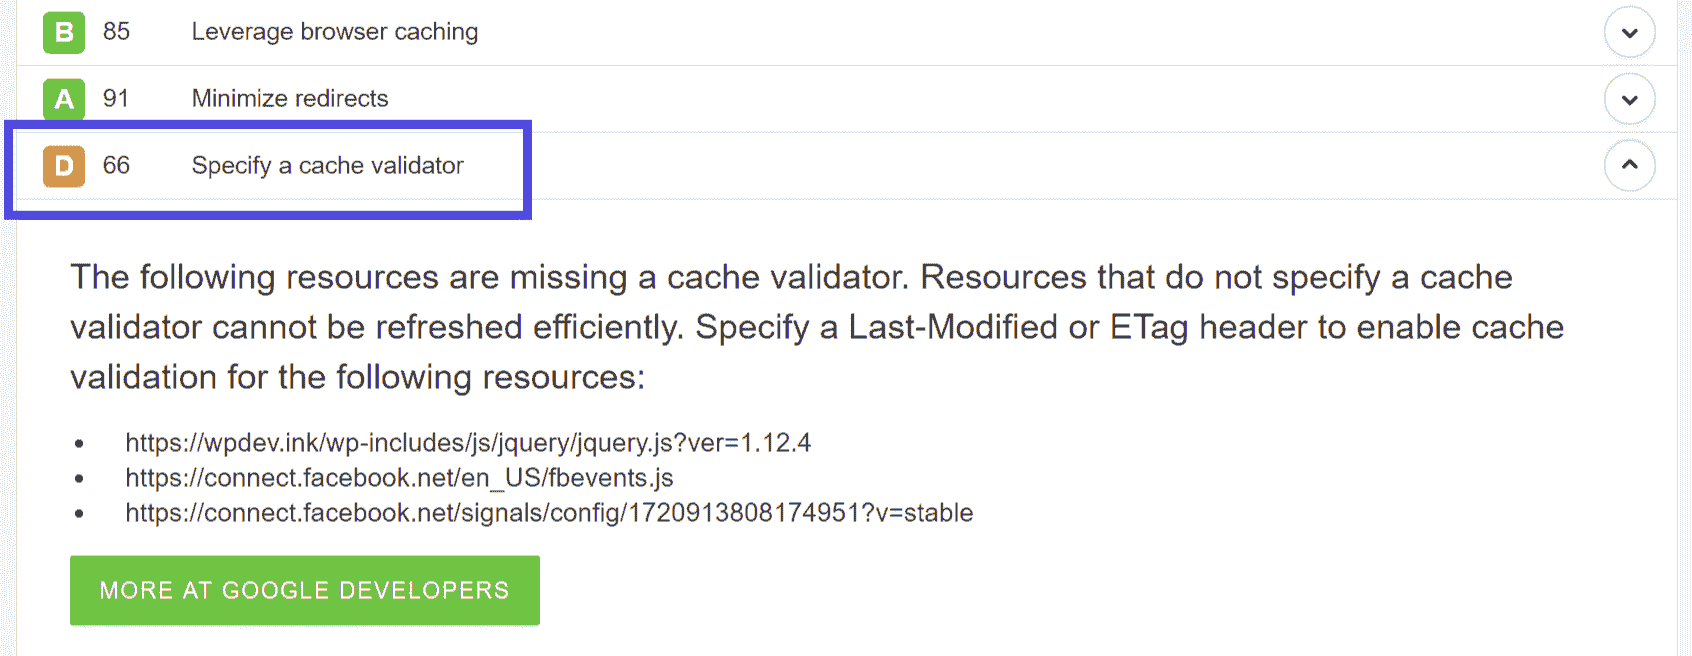 B 85 Leverage browser caching
A 91 Minimize redirects
D 66 Specify a cache validator
The following resources are missing a cache validator. Resources that do not specify a cache
validator cannot be refreshed efficiently. Specify a Last-Modified or ETag header to enable cache
validation for the following resources:
• https://wpdev.ink/wp-includes/js/jquery/jquery.js?ver=1.12.4
• https://connect.facebook.net/en_US/fbevents.js
• https://connect.facebook.net/signals/config/1720913808174951?v=stable
MORE AT GOOGLE DEVELOPERS